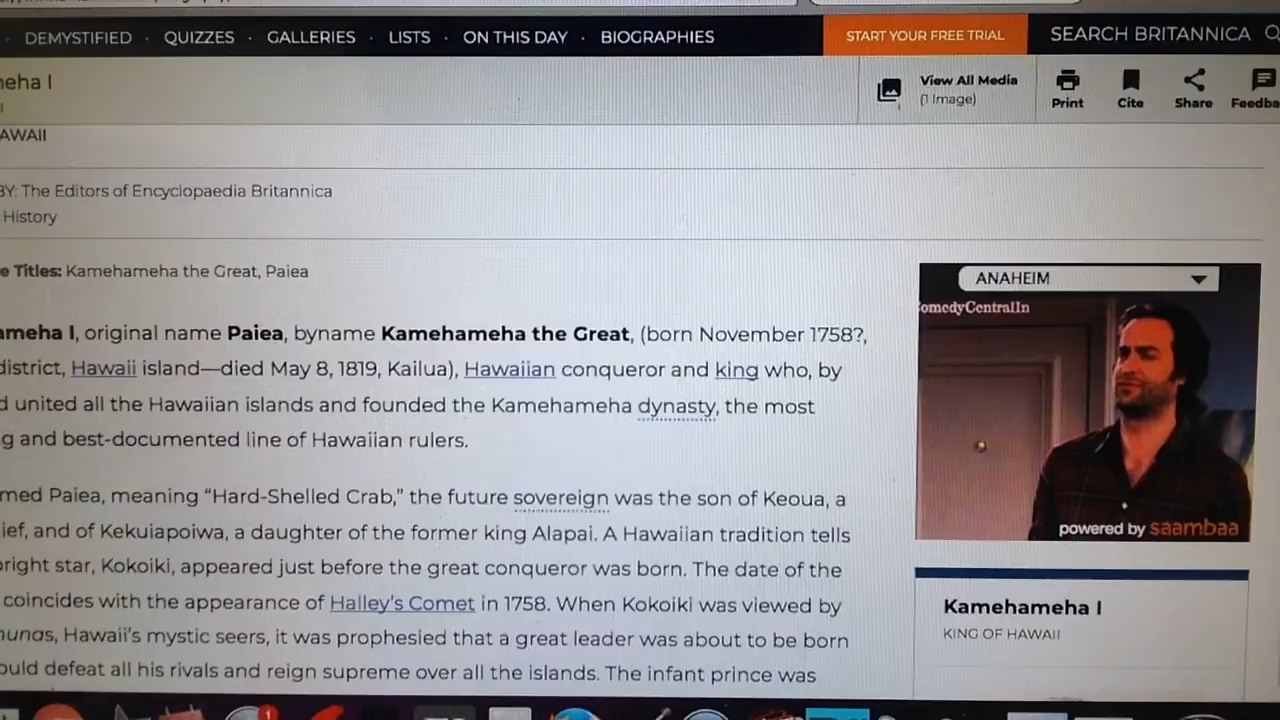 DEMYSTIFIED · QUIZZES · GALLERIES · LISTS · ON THIS DAY · BIOGRAPHIES
START YOUR FREE TRIAL
SEARCH BRITANNICA
neha I
View All Media
(1 Image)
Print
Cite
Share
Feedba
AWAII
BY: The Editors of Encyclopaedia Britannica
History
e Titles: Kamehameha the Great, Paiea
ameha I, original name Paiea, byname Kamehameha the Great, (born November 1758?,
district, Hawaii island—died May 8, 1819, Kailua), Hawaiian conqueror and king who, by
d united all the Hawaiian islands and founded the Kamehameha dynasty, the most
g and best-documented line of Hawaiian rulers.
med Paiea, meaning “Hard-Shelled Crab,” the future sovereign was the son of Keoua, a
ief, and of Kekuiapoiwa, a daughter of the former king Alapai. A Hawaiian tradition tells
bright star, Kokoiki, appeared just before the great conqueror was born. The date of the
coincides with the appearance of Halley’s Comet in 1758. When Kokoiki was viewed by
hunas, Hawaii’s mystic seers, it was prophesied that a great leader was about to be born
ould defeat all his rivals and reign supreme over all the islands. The infant prince was
ANAHEIM
omedyCentralIn
powered by saambaa
Kamehameha I
KING OF HAWAII
1